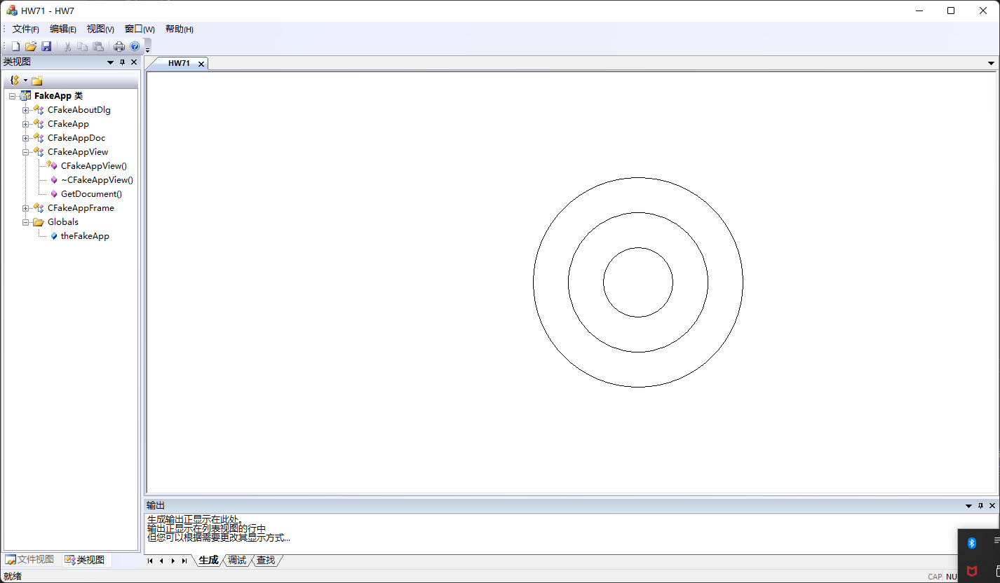 HW71 - HW7
文件(F) 编辑(E) 视图(V) 窗口(W) 帮助(H)
类视图
HW71
FakeApp 类
CFakeAboutDlg
CFakeApp
CFakeAppDoc
CFakeAppView
CFakeAppView()
~CFakeAppView()
GetDocument()
CFakeAppFrame
Globals
theFakeApp
输出
生成输出正显示在此处。
输出正显示在列表视图的行中
但您可以根据需要更改其显示方式...
文件视图 类视图
生成 调试 查找
就绪
CAP NU